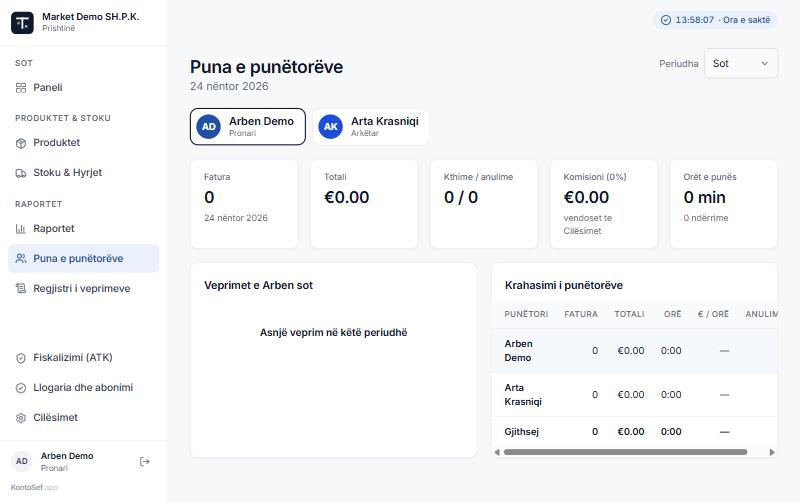 Market Demo SH.P.K.
Prishtinë
SOT
Paneli
PRODUKTET & STOKU
Produktet
Stoku & Hyrjet
RAPORTET
Raportet
Puna e punëtorëve
Regjistri i veprimeve
Fiskalizimi (ATK)
Llogaria dhe abonimi
Cilësimet
AD
Arben Demo
Pronari
KontoSef.app
13:58:07 · Ora e saktë
Puna e punëtorëve
24 nëntor 2026
Periudha
Sot
AD
Arben Demo
Pronari
AK
Arta Krasniqi
Arkëtar
Fatura
0
24 nëntor 2026
Totali
€0.00
Kthime / anulime
0 / 0
Komisioni (0%)
€0.00
vendoset te
Cilësimet
Orët e punës
0 min
0 ndërrime
Veprimet e Arben sot
Asnjë veprim në këtë periudhë
Krahasimi i punëtorëve
PUNËTORI FATURA TOTALI ORË € / ORË ANULIM
Arben
Demo
0 €0.00 0:00 —
Arta
Krasniqi
0 €0.00 0:00 —
Gjithsej 0 €0.00 0:00 —